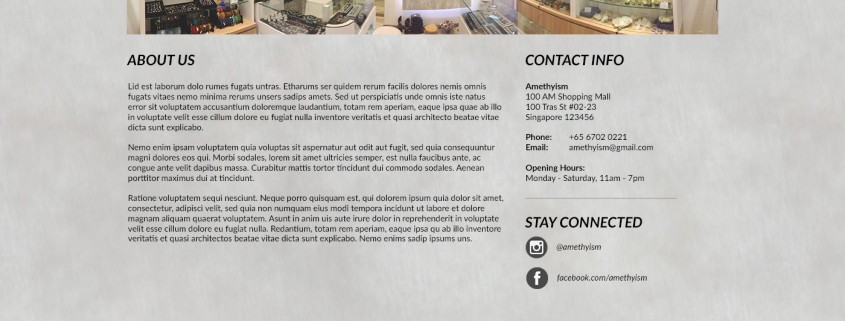 ABOUT US
Lid est laborum dolo rumes fugats untras. Etharums ser quidem rerum facilis dolores nemis omnis
fugats vitaes nemo minima rerums unsers sadips amets. Sed ut perspiciatis unde omnis iste natus
error sit voluptatem accusantium doloremque laudantium, totam rem aperiam, eaque ipsa quae ab illo
in voluptate velit esse cillum dolore eu fugiat nulla inventore veritatis et quasi architecto beatae vitae
dicta sunt explicabo.
Nemo enim ipsam voluptatem quia voluptas sit aspernatur aut odit aut fugit, sed quia consequuntur
magni dolores eos qui. Morbi sodales, lorem sit amet ultricies semper, est nulla faucibus ante, ac
congue ante velit dapibus massa. Curabitur mattis tortor tincidunt dui commodo sodales. Aenean
porttitor maximus dui at tincidunt.
Ratione voluptatem sequi nesciunt. Neque porro quisquam est, qui dolorem ipsum quia dolor sit amet,
consectetur, adipisci velit, sed quia non numquam eius modi tempora incidunt ut labore et dolore
magnam aliquam quaerat voluptatem. Asunt in anim uis aute irure dolor in reprehenderit in voluptate
velit esse cillum dolore eu fugiat nulla. Redantium, totam rem aperiam, eaque ipsa qu ab illo inventore
veritatis et quasi architectos beatae vitae dicta sunt explicabo. Nemo enims sadip ipsums uns.
CONTACT INFO
Amethyism
100 AM Shopping Mall
100 Tras St #02-23
Singapore 123456
Phone: +65 6702 0221
Email: amethyism@gmail.com
Opening Hours:
Monday - Saturday, 11am - 7pm
STAY CONNECTED
@amethyism
facebook.com/amethyism